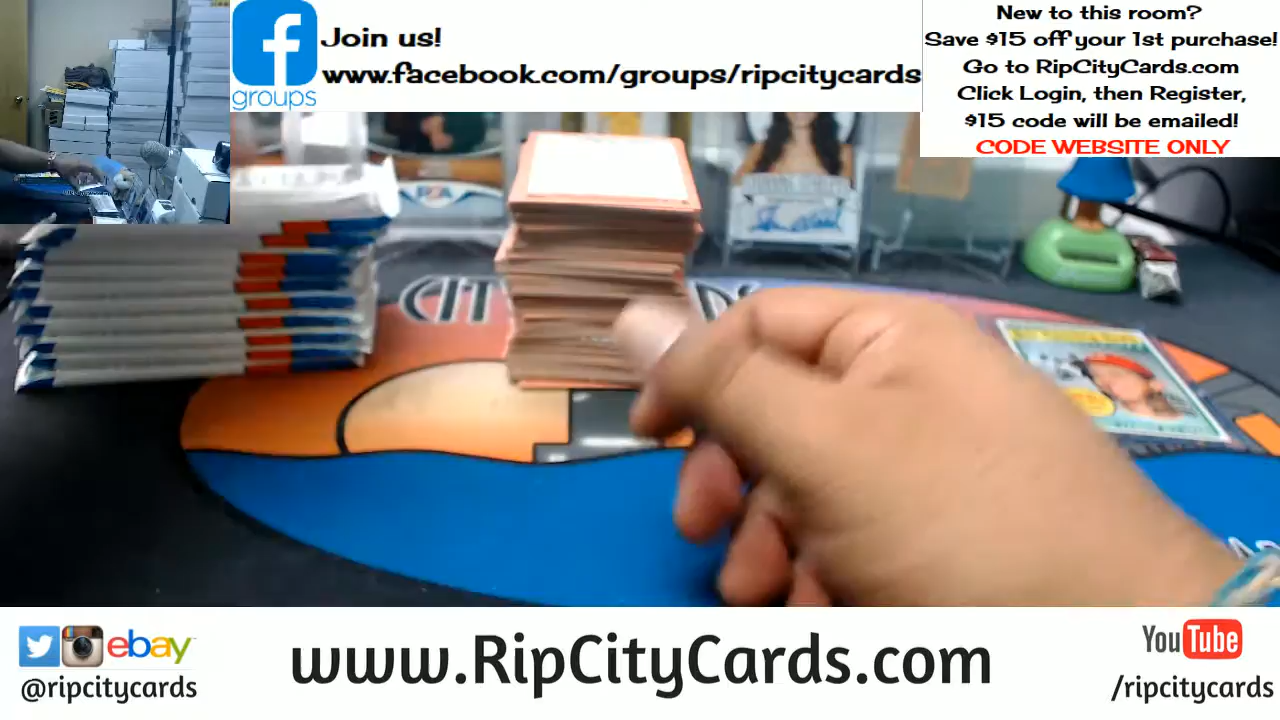 Join us!
www.facebook.com/groups/ripcitycards
groups
New to this room?
Save $15 off your 1st purchase!
Go to RipCityCards.com
Click Login, then Register,
$15 code will be emailed!
CODE WEBSITE ONLY
CIT
ebay
@ripcitycards
www.RipCityCards.com
YouTube
/ripcitycards